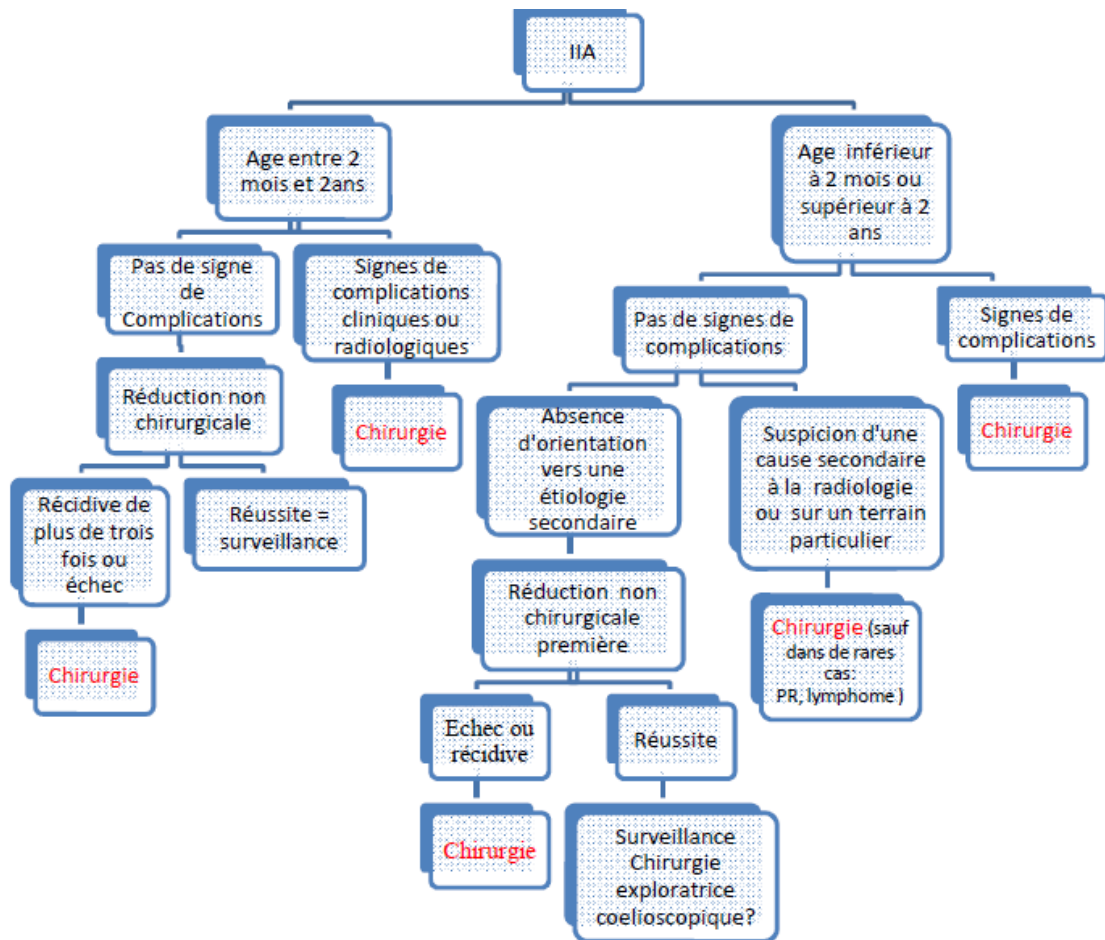 IIA
Age entre 2
mois et 2ans
Age inférieur
à 2 mois ou
supérieur à 2
ans
Pas de signe
de
Complications
Signes de
complications
cliniques ou
radiologiques
Pas de signes de
complications
Signes de
complications
Réduction non
chirurgicale
Chirurgie
Absence
d'orientation
vers une
étiologie
secondaire
Suspicion d'une
cause secondaire
à la radiologie
ou sur un terrain
particulier
Chirurgie
Récidive de
plus de trois
fois ou
échec
Réussite =
surveillance
Réduction non
chirurgicale
première
Chirurgie (sauf
dans de rares
cas:
PR, lymphome )
Chirurgie
Echec ou
récidive
Réussite
Chirurgie
Surveillance
Chirurgie
exploratrice
coelioscopique?